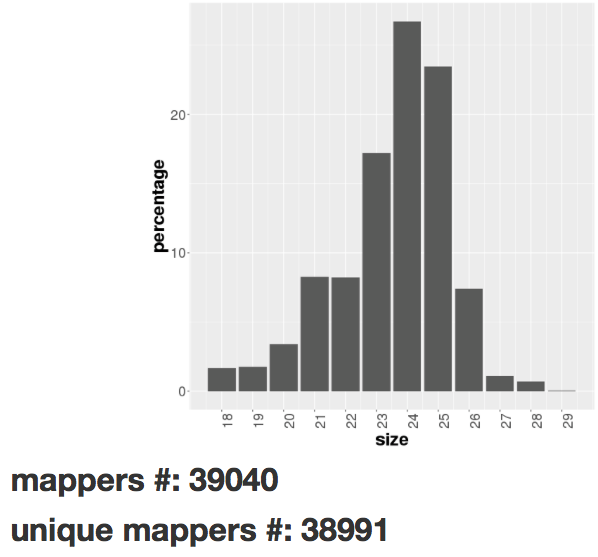 20
10
0
percentage
18 19 20 21 22 23 24 25 26 27 28 29
size
mappers #: 39040
unique mappers #: 38991